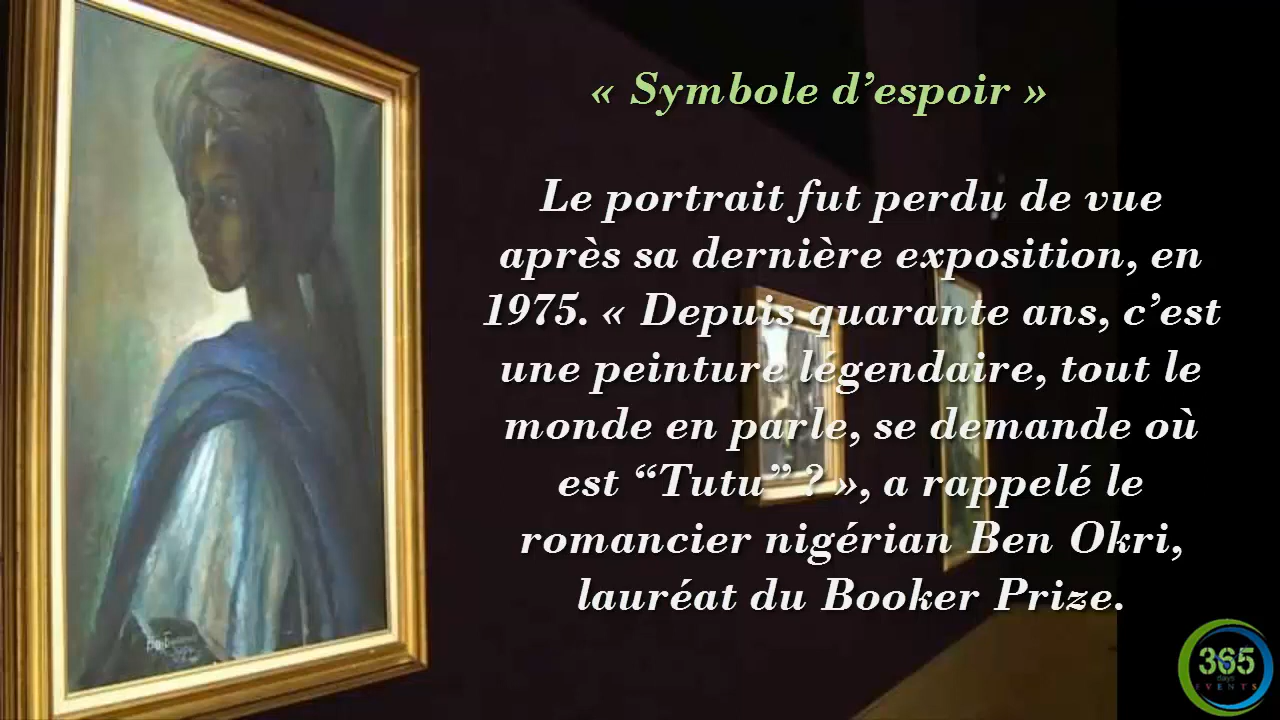 « Symbole d’espoir »
Le portrait fut perdu de vue
après sa dernière exposition, en
1975. « Depuis quarante ans, c’est
une peinture légendaire, tout le
monde en parle, se demande où
est “Tutu” ? », a rappelé le
romancier nigérian Ben Okri,
lauréat du Booker Prize.
365
days
EVENTS